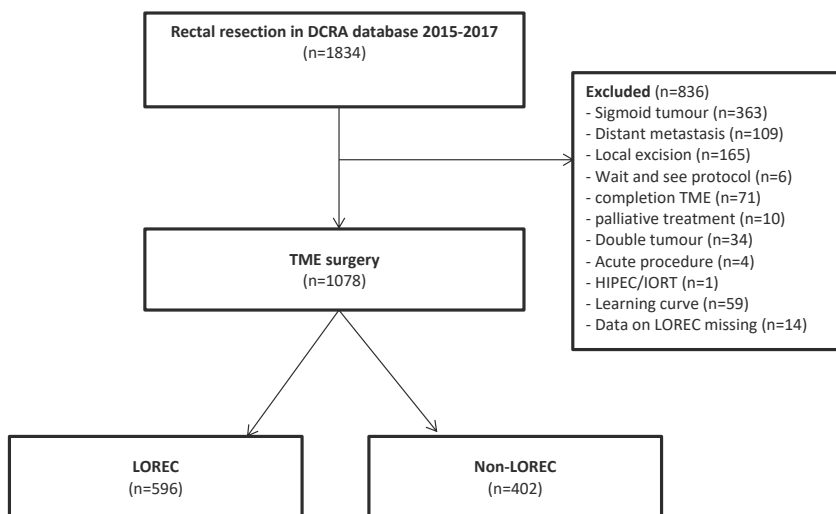 Rectal resection in DCRA database 2015-2017
(n=1834)
Excluded (n=836)
- Sigmoid tumour (n=363)
- Distant metastasis (n=109)
- Local excision (n=165)
- Wait and see protocol (n=6)
- completion TME (n=71)
- palliative treatment (n=10)
- Double tumour (n=34)
- Acute procedure (n=4)
- HIPEC/IORT (n=1)
- Learning curve (n=59)
- Data on LOREC missing (n=14)
TME surgery
(n=1078)
LOREC
(n=596)
Non-LOREC
(n=402)